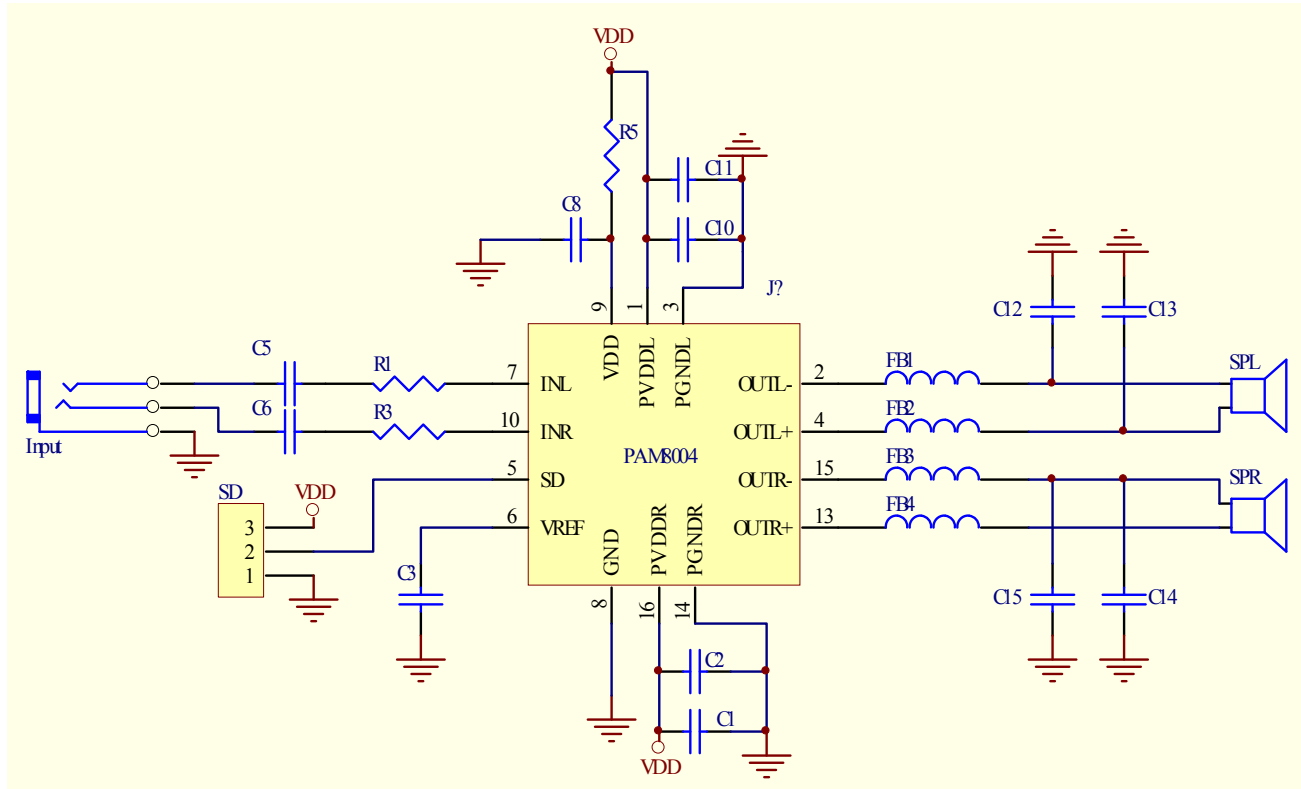 VDD
R5
C11
C8
C10
J?
9
1
3
C12
C13
C5
R1
7
INL
VDD
PVDDL
PGNDL
OUTL-
2
FB1
SPL
C6
R3
10
INR
OUTL+
4
FB2
Input
PAM8004
SD
VDD
5
SD
OUTR-
15
FB3
SPR
3
6
VREF
OUTR+
13
FB4
2
1
GND
PVDDR
PGNDR
C3
8
16
14
C15
C14
C2
C1
VDD